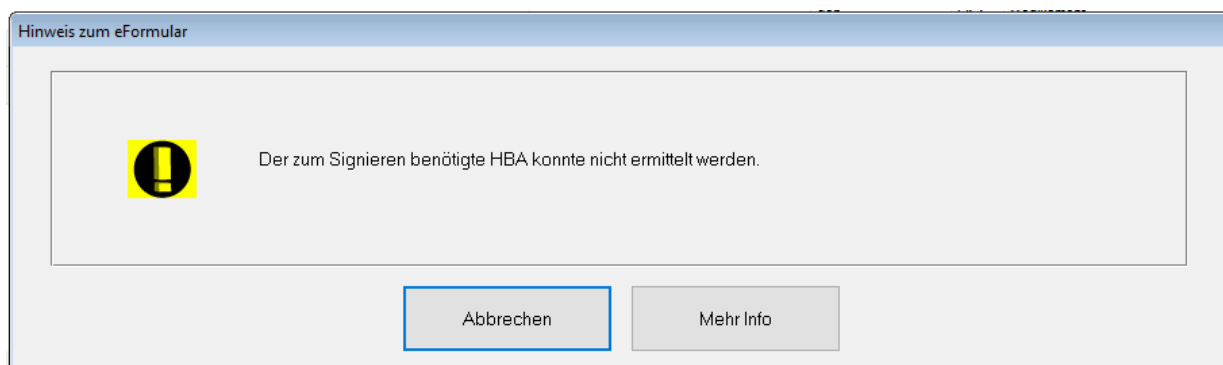 Hinweis zum eFormular
Der zum Signieren benötigte HBA konnte nicht ermittelt werden.
Abbrechen
Mehr Info